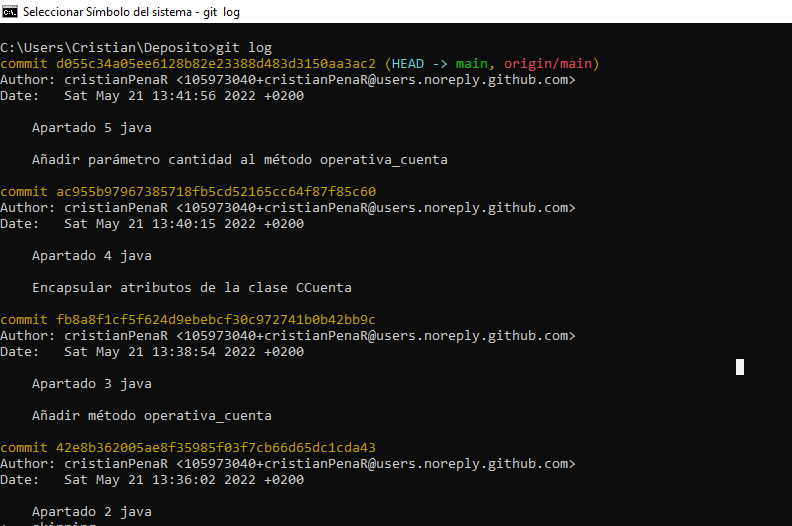 Seleccionar Símbolo del sistema - git log
C:\Users\Cristian\Deposito>git log
commit d055c34a05ee6128b82e23388d483d3150aa3ac2 (HEAD -> main, origin/main)
Author: cristianPenaR <105973040+cristianPenaR@users.noreply.github.com>
Date:   Sat May 21 13:41:56 2022 +0200
Apartado 5 java
Añadir parámetro cantidad al método operativa_cuenta
commit ac955b97967385718fb5cd52165cc64f87f85c60
Author: cristianPenaR <105973040+cristianPenaR@users.noreply.github.com>
Date:   Sat May 21 13:40:15 2022 +0200
Apartado 4 java
Encapsular atributos de la clase CCuenta
commit fb8a8f1cf5f624d9ebebcf30c972741b0b42bb9c
Author: cristianPenaR <105973040+cristianPenaR@users.noreply.github.com>
Date:   Sat May 21 13:38:54 2022 +0200
Apartado 3 java
Añadir método operativa_cuenta
commit 42e8b362005ae8f35985f03f7cb66d65dc1cda43
Author: cristianPenaR <105973040+cristianPenaR@users.noreply.github.com>
Date:   Sat May 21 13:36:02 2022 +0200
Apartado 2 java